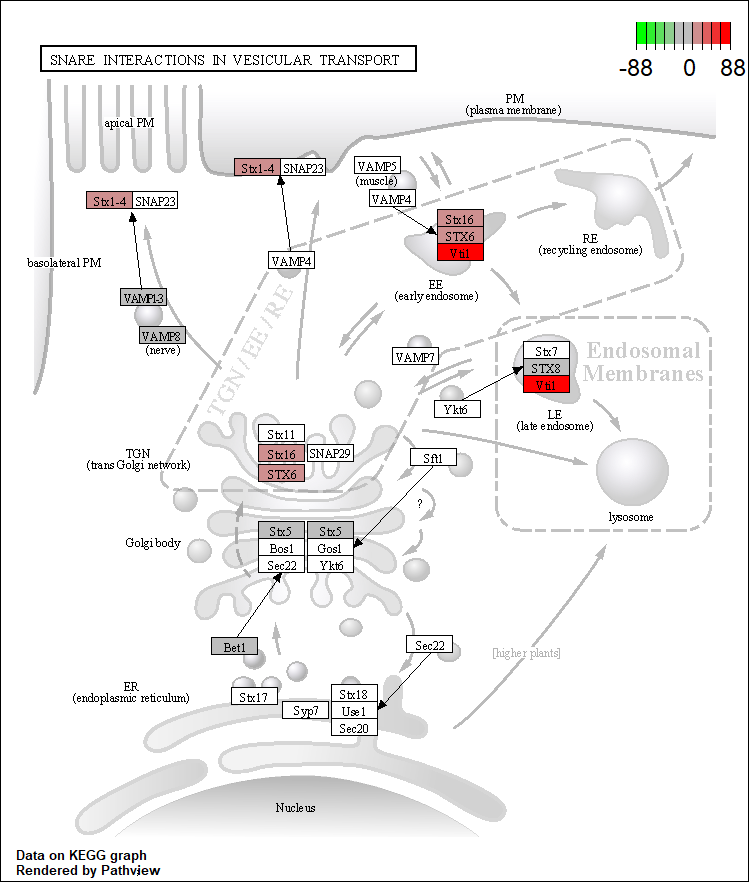 -88 0 88
SNARE INTERACTIONS IN VESICULAR TRANSPORT
PM
(plasma membrane)
apical PM
Stx1-4 SNAP23
VAMP5
(muscle)
VAMP4
Stx1-4 SNAP23
Stx16
STX6
Vti1
RE
(recycling endosome)
basolateral PM
VAMP4
EE
(early endosome)
VAMP1-3
VAMP8
(nerve)
TGN/EE/RE
VAMP7
Stx7
STX8
Vti1
Endosomal
Membranes
Ykt6
LE
(late endosome)
Stx11
Stx16 SNAP29
STX6
TGN
(trans Golgi network)
Sft1
?
lysosome
Golgi body
Stx5 Stx5
Bos1 Gos1
Sec22 Ykt6
Bet1
Sec22
[higher plants]
ER
(endoplasmic reticulum)
Stx17
Syp7
Stx18
Use1
Sec20
Nucleus
Data on KEGG graph
Rendered by Pathview